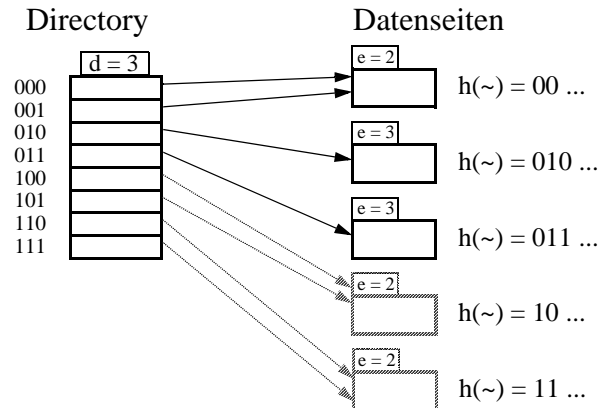 Directory
Datenseiten
d = 3
000
001
010
011
100
101
110
111
e = 2
h(~) = 00 ...
e = 3
h(~) = 010 ...
e = 3
h(~) = 011 ...
e = 2
h(~) = 10 ...
e = 2
h(~) = 11 ...